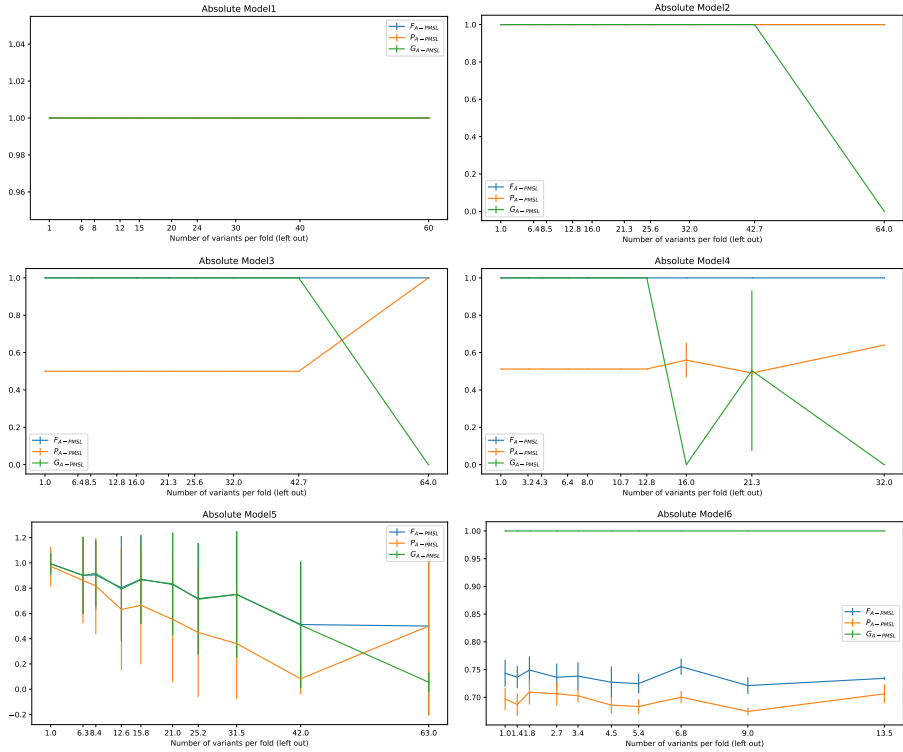 Absolute Model1
1.04
1.02
1.00
0.98
0.96
F_{A−PMSL}
P_{A−PMSL}
G_{A−PMSL}
1 6 8 12 15 20 24 30 40 60
Number of variants per fold (left out)
Absolute Model2
1.0
0.8
0.6
0.4
0.2
0.0
F_{A−PMSL}
P_{A−PMSL}
G_{A−PMSL}
1.0 6.4 8.5 12.8 16.0 21.3 25.6 32.0 42.7 64.0
Number of variants per fold (left out)
Absolute Model3
1.0
0.8
0.6
0.4
0.2
0.0
F_{A−PMSL}
P_{A−PMSL}
G_{A−PMSL}
1.0 6.4 8.5 12.8 16.0 21.3 25.6 32.0 42.7 64.0
Number of variants per fold (left out)
Absolute Model4
1.0
0.8
0.6
0.4
0.2
0.0
F_{A−PMSL}
P_{A−PMSL}
G_{A−PMSL}
1.0 3.2 4.3 6.4 8.0 10.7 12.8 16.0 21.3 32.0
Number of variants per fold (left out)
Absolute Model5
1.2
1.0
0.8
0.6
0.4
0.2
0.0
−0.2
F_{A−PMSL}
P_{A−PMSL}
G_{A−PMSL}
1.0 6.3 8.4 12.6 15.8 21.0 25.2 31.5 42.0 63.0
Number of variants per fold (left out)
Absolute Model6
1.00
0.95
0.90
0.85
0.80
0.75
0.70
F_{A−PMSL}
P_{A−PMSL}
G_{A−PMSL}
1.0 1.4 1.8 2.7 3.4 4.5 5.4 6.8 9.0 13.5
Number of variants per fold (left out)